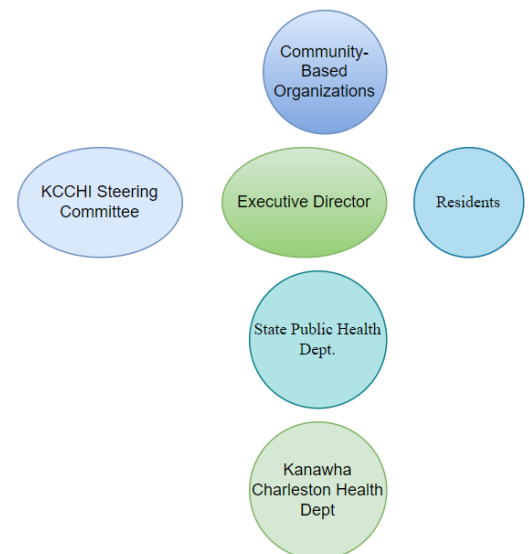 Community-
Based
Organizations
KCCHI Steering
Committee
Executive Director
Residents
State Public Health
Dept.
Kanawha
Charleston Health
Dept